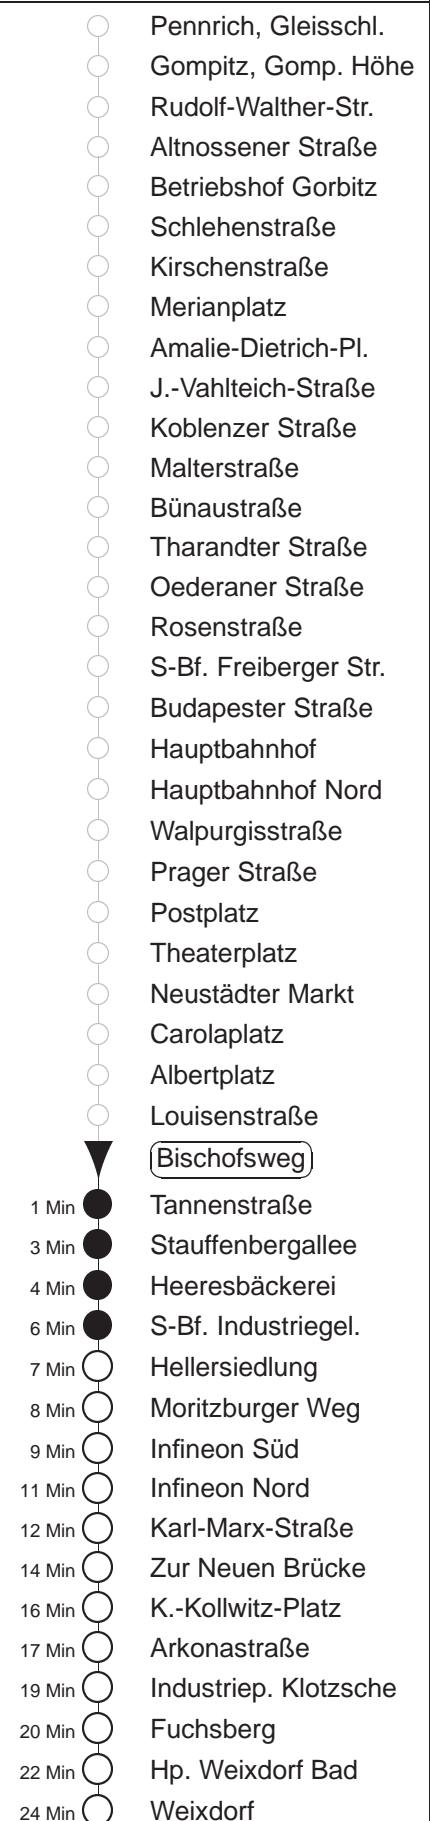 Pennrich, Gleisschl.
Gompitz, Gomp. Höhe
Rudolf-Walther-Str.
Altnossener Straße
Betriebshof Gorbitz
Schlehenstraße
Kirschenstraße
Merianplatz
Amalie-Dietrich-Pl.
J.-Vahlteich-Straße
Koblenzer Straße
Malterstraße
Bünaustraße
Tharandter Straße
Oederaner Straße
Rosenstraße
S-Bf. Freiberger Str.
Budapester Straße
Hauptbahnhof
Hauptbahnhof Nord
Walpurgisstraße
Prager Straße
Postplatz
Theaterplatz
Neustädter Markt
Carolaplatz
Albertplatz
Louisenstraße
Bischofsweg
1 Min Tannenstraße
3 Min Stauffenbergallee
4 Min Heeresbäckerei
6 Min S-Bf. Industriegel.
7 Min Hellersiedlung
8 Min Moritzburger Weg
9 Min Infineon Süd
11 Min Infineon Nord
12 Min Karl-Marx-Straße
14 Min Zur Neuen Brücke
16 Min K.-Kollwitz-Platz
17 Min Arkonastraße
19 Min Industriep. Klotzsche
20 Min Fuchsberg
22 Min Hp. Weixdorf Bad
24 Min Weixdorf